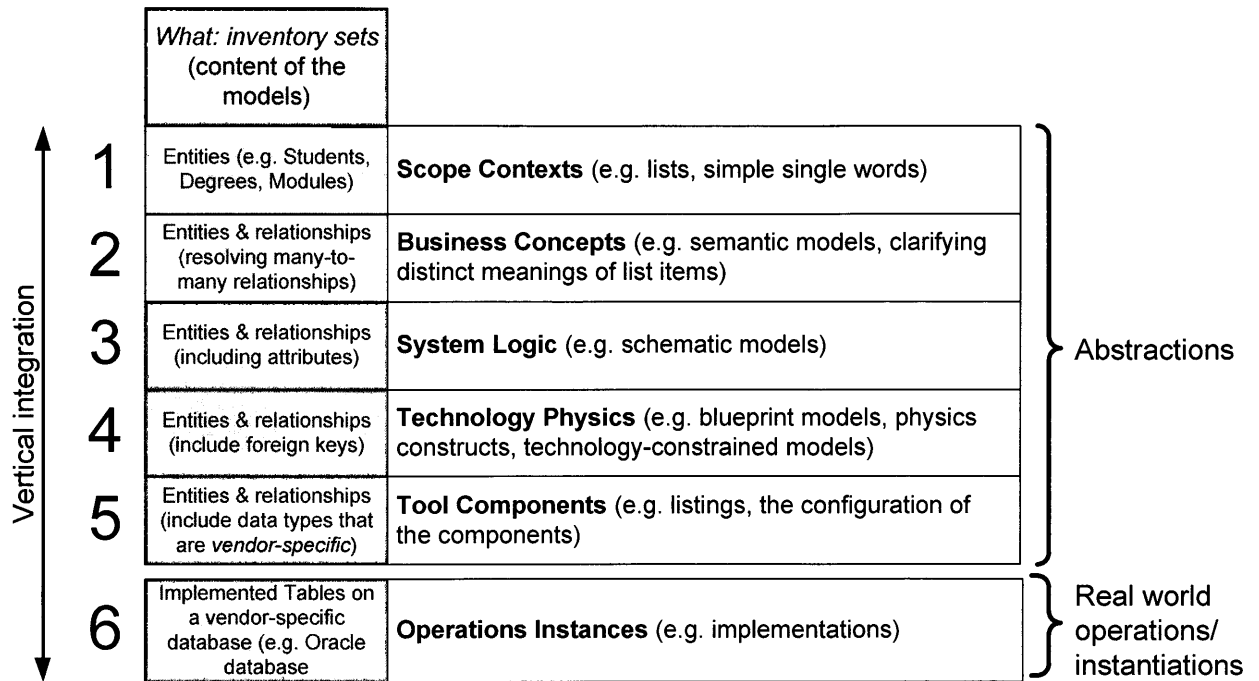 What: inventory sets
(content of the
models)
1
Entities (e.g. Students,
Degrees, Modules)
Scope Contexts (e.g. lists, simple single words)
2
Entities & relationships
(resolving many-to-
many relationships)
Business Concepts (e.g. semantic models, clarifying
distinct meanings of list items)
3
Entities & relationships
(including attributes)
System Logic (e.g. schematic models)
4
Entities & relationships
(include foreign keys)
Technology Physics (e.g. blueprint models, physics
constructs, technology-constrained models)
5
Entities & relationships
(include data types that
are vendor-specific)
Tool Components (e.g. listings, the configuration of
the components)
6
Implemented Tables on
a vendor-specific
database (e.g. Oracle
database
Operations Instances (e.g. implementations)
Vertical integration
Abstractions
Real world
operations/
instantiations